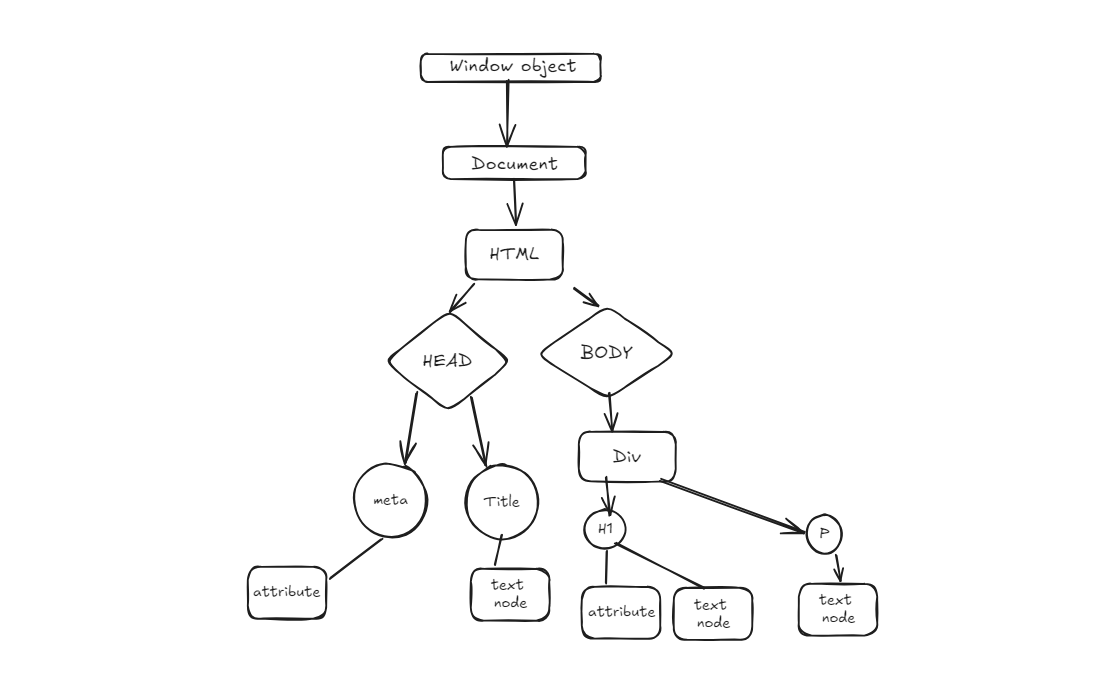 Window object
Document
HTML
HEAD
BODY
Div
meta
Title
H1
P
attribute
text
node
attribute
text
node
text
node